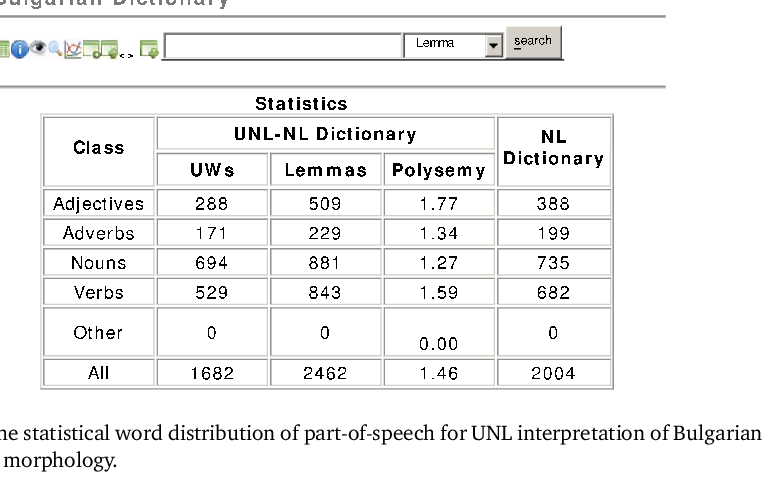 Bulgarian Dictionary
Lemma search
Statistics
Class UNL-NL Dictionary NL Dictionary
UWs Lemmas Polysemy
Adjectives 288 509 1.77 388
Adverbs 171 229 1.34 199
Nouns 694 881 1.27 735
Verbs 529 843 1.59 682
Other 0 0 0.00 0
All 1682 2462 1.46 2004
he statistical word distribution of part-of-speech for UNL interpretation of Bulgarian
morphology.